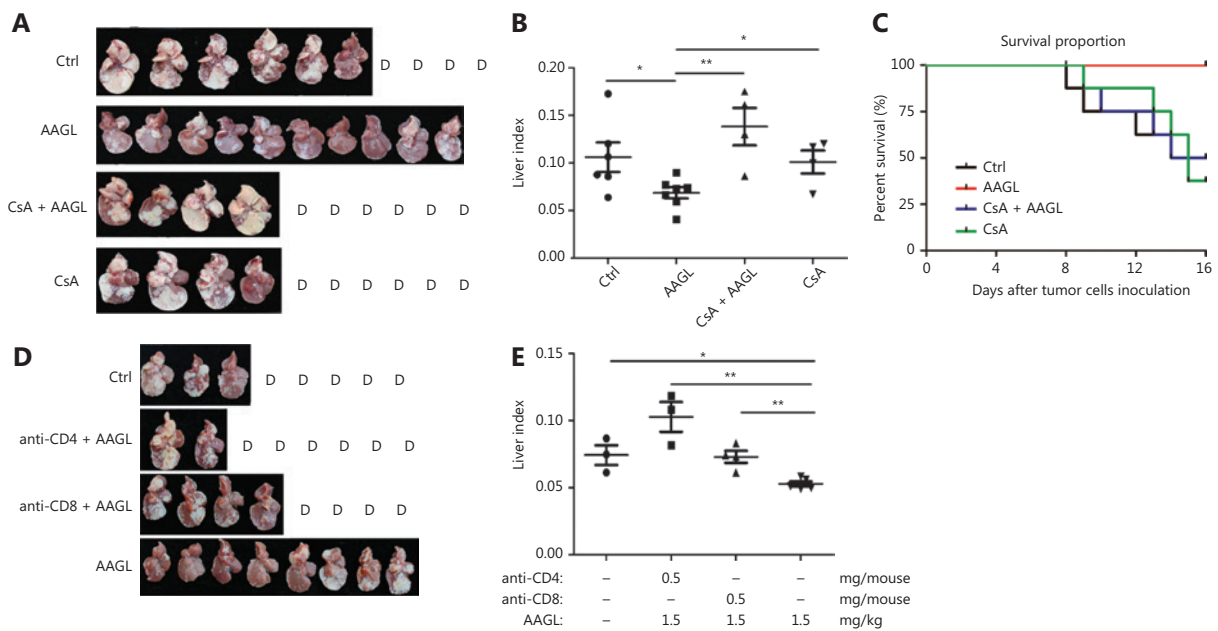 A
Ctrl
D D D D
AAGL
CsA + AAGL
D D D D D D
CsA
D D D D D D
B
* 
* **
0.20
0.15
0.10
0.05
0.00
Liver index
Ctrl
AAGL
CsA + AAGL
CsA
C
Survival proportion
100
75
50
25
0
Percent survival (%)
Ctrl
AAGL
CsA + AAGL
CsA
0 4 8 12 16
Days after tumor cells inoculation
D
Ctrl
D D D D D
anti-CD4 + AAGL
D D D D D D
anti-CD8 + AAGL
D D D D
AAGL
E
*
**
**
0.15
0.10
0.05
0.00
Liver index
anti-CD4: – 0.5 – – mg/mouse
anti-CD8: – – 0.5 – mg/mouse
AAGL: – 1.5 1.5 1.5 mg/kg